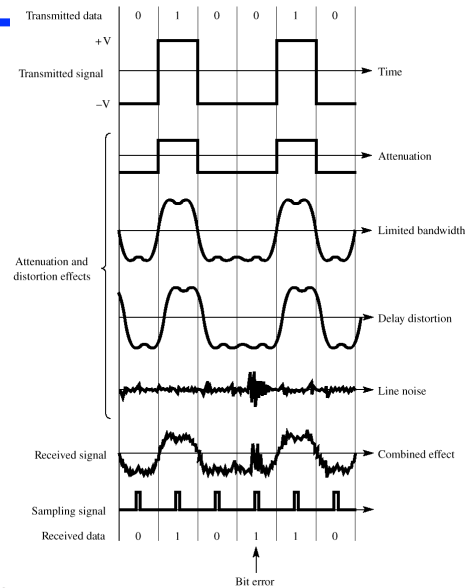 Transmitted data 0 1 0 0 1 0
+V
Transmitted signal
Time
–V
Attenuation
Limited bandwidth
Attenuation and
distortion effects
Delay distortion
Line noise
Received signal
Combined effect
Sampling signal
Received data 0 1 0 1 1 0
Bit error